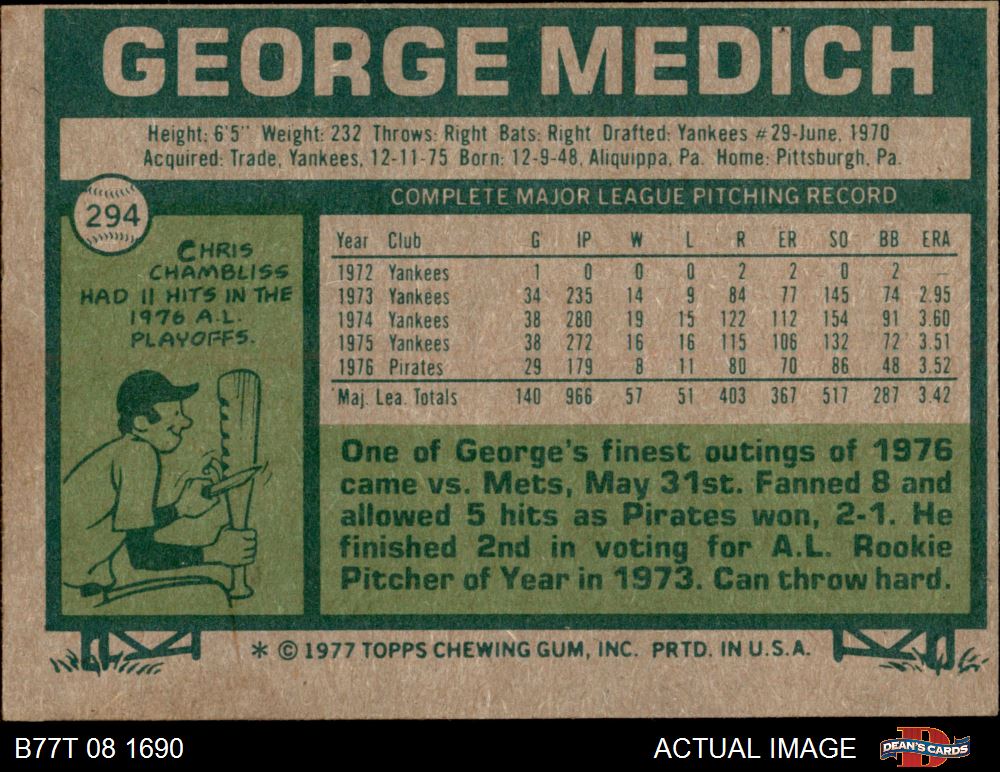 GEORGE MEDICH
Height: 6'5" Weight: 232 Throws: Right Bats: Right Drafted: Yankees #29-June, 1970
Acquired: Trade, Yankees, 12-11-75 Born: 12-9-48, Aliquippa, Pa. Home: Pittsburgh, Pa.
COMPLETE MAJOR LEAGUE PITCHING RECORD
294
CHRIS
CHAMBLISS
HAD 11 HITS IN THE
1976 A.L.
PLAYOFFS.
Year Club G IP W L R ER SO BB ERA
1972 Yankees 1 0 0 0 2 2 0 2 —
1973 Yankees 34 235 14 9 84 77 145 74 2.95
1974 Yankees 38 280 19 15 122 112 154 91 3.60
1975 Yankees 38 272 16 16 115 106 132 72 3.51
1976 Pirates 29 179 8 11 80 70 86 48 3.52
Maj. Lea. Totals 140 966 57 51 403 367 517 287 3.42
One of George's finest outings of 1976
came vs. Mets, May 31st. Fanned 8 and
allowed 5 hits as Pirates won, 2-1. He
finished 2nd in voting for A.L. Rookie
Pitcher of Year in 1973. Can throw hard.
* © 1977 TOPPS CHEWING GUM, INC. PRTD. IN U.S.A.
B77T 08 1690
ACTUAL IMAGE
D
DEAN'S CARDS